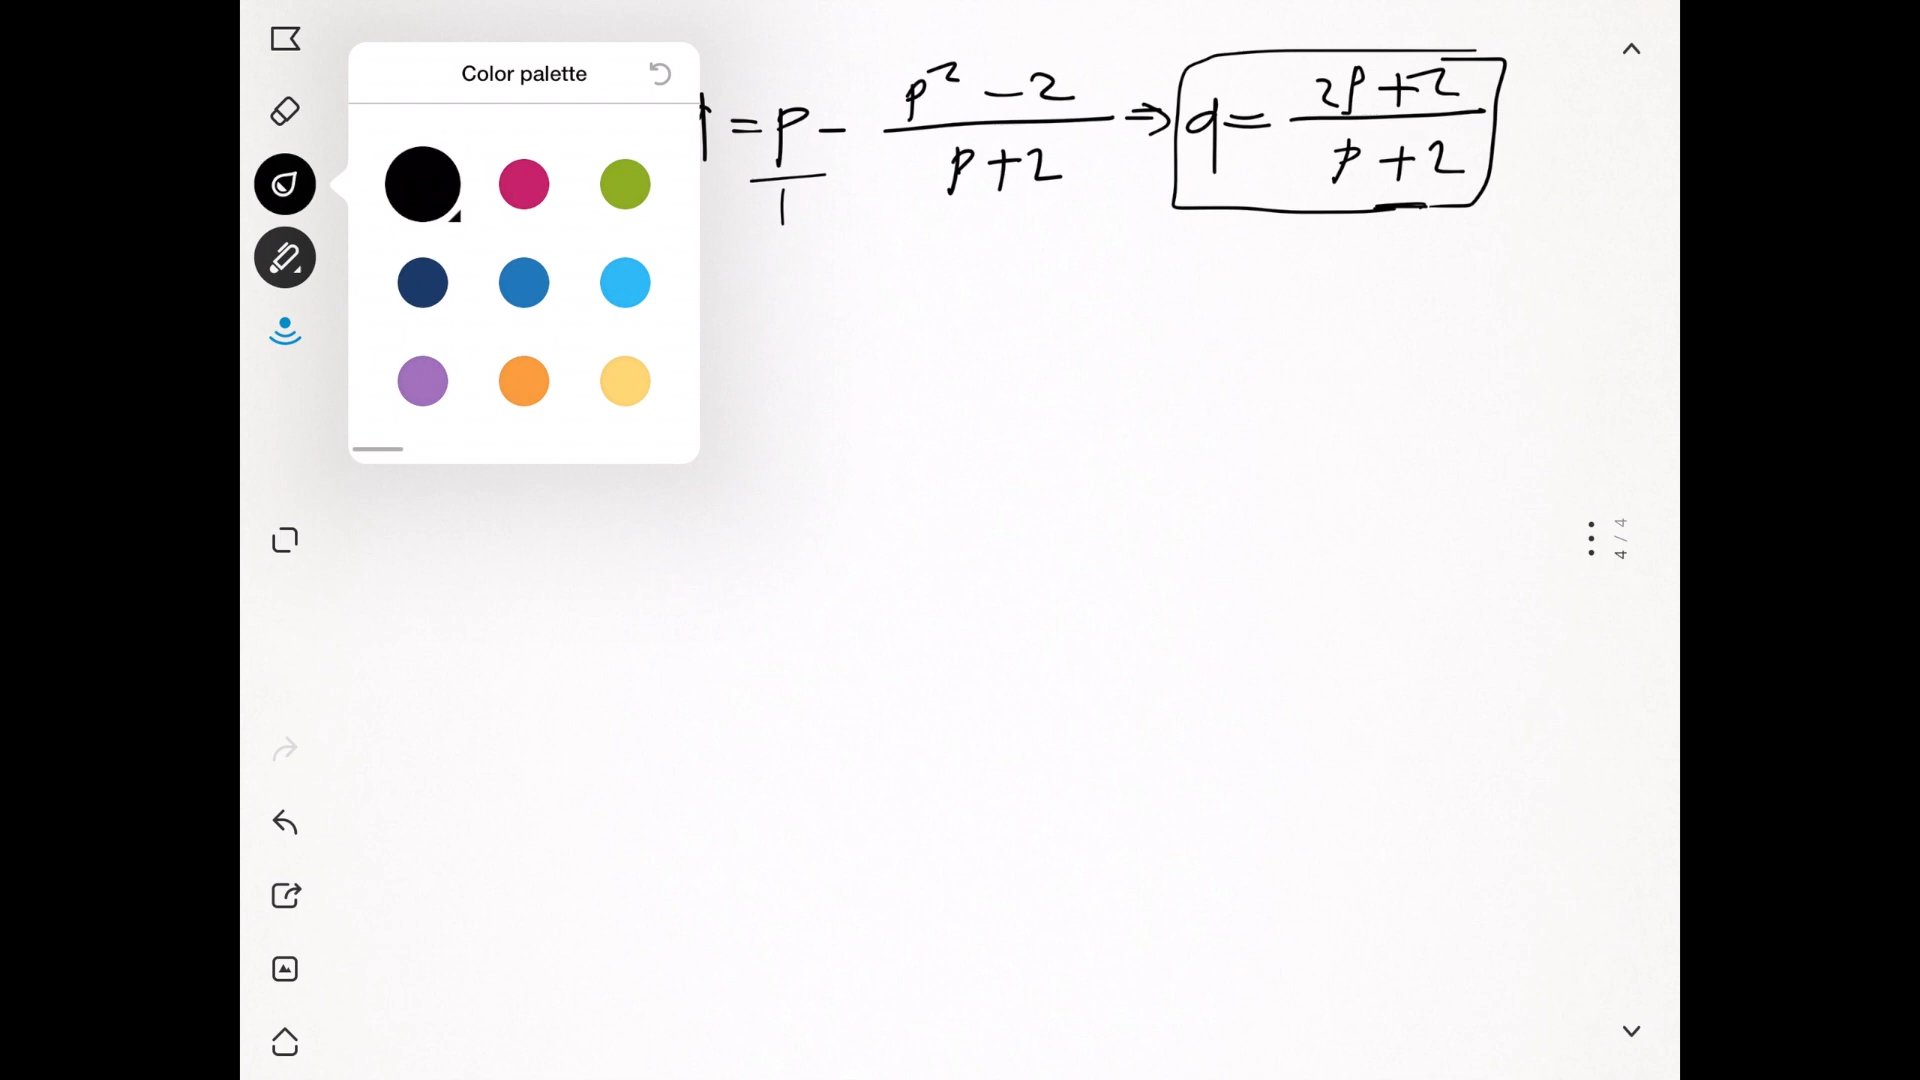 Color palette
q = p/1 - (p² - 2)/(p + 2) ⇒ q = (2p + 2)/(p + 2)
4 / 4